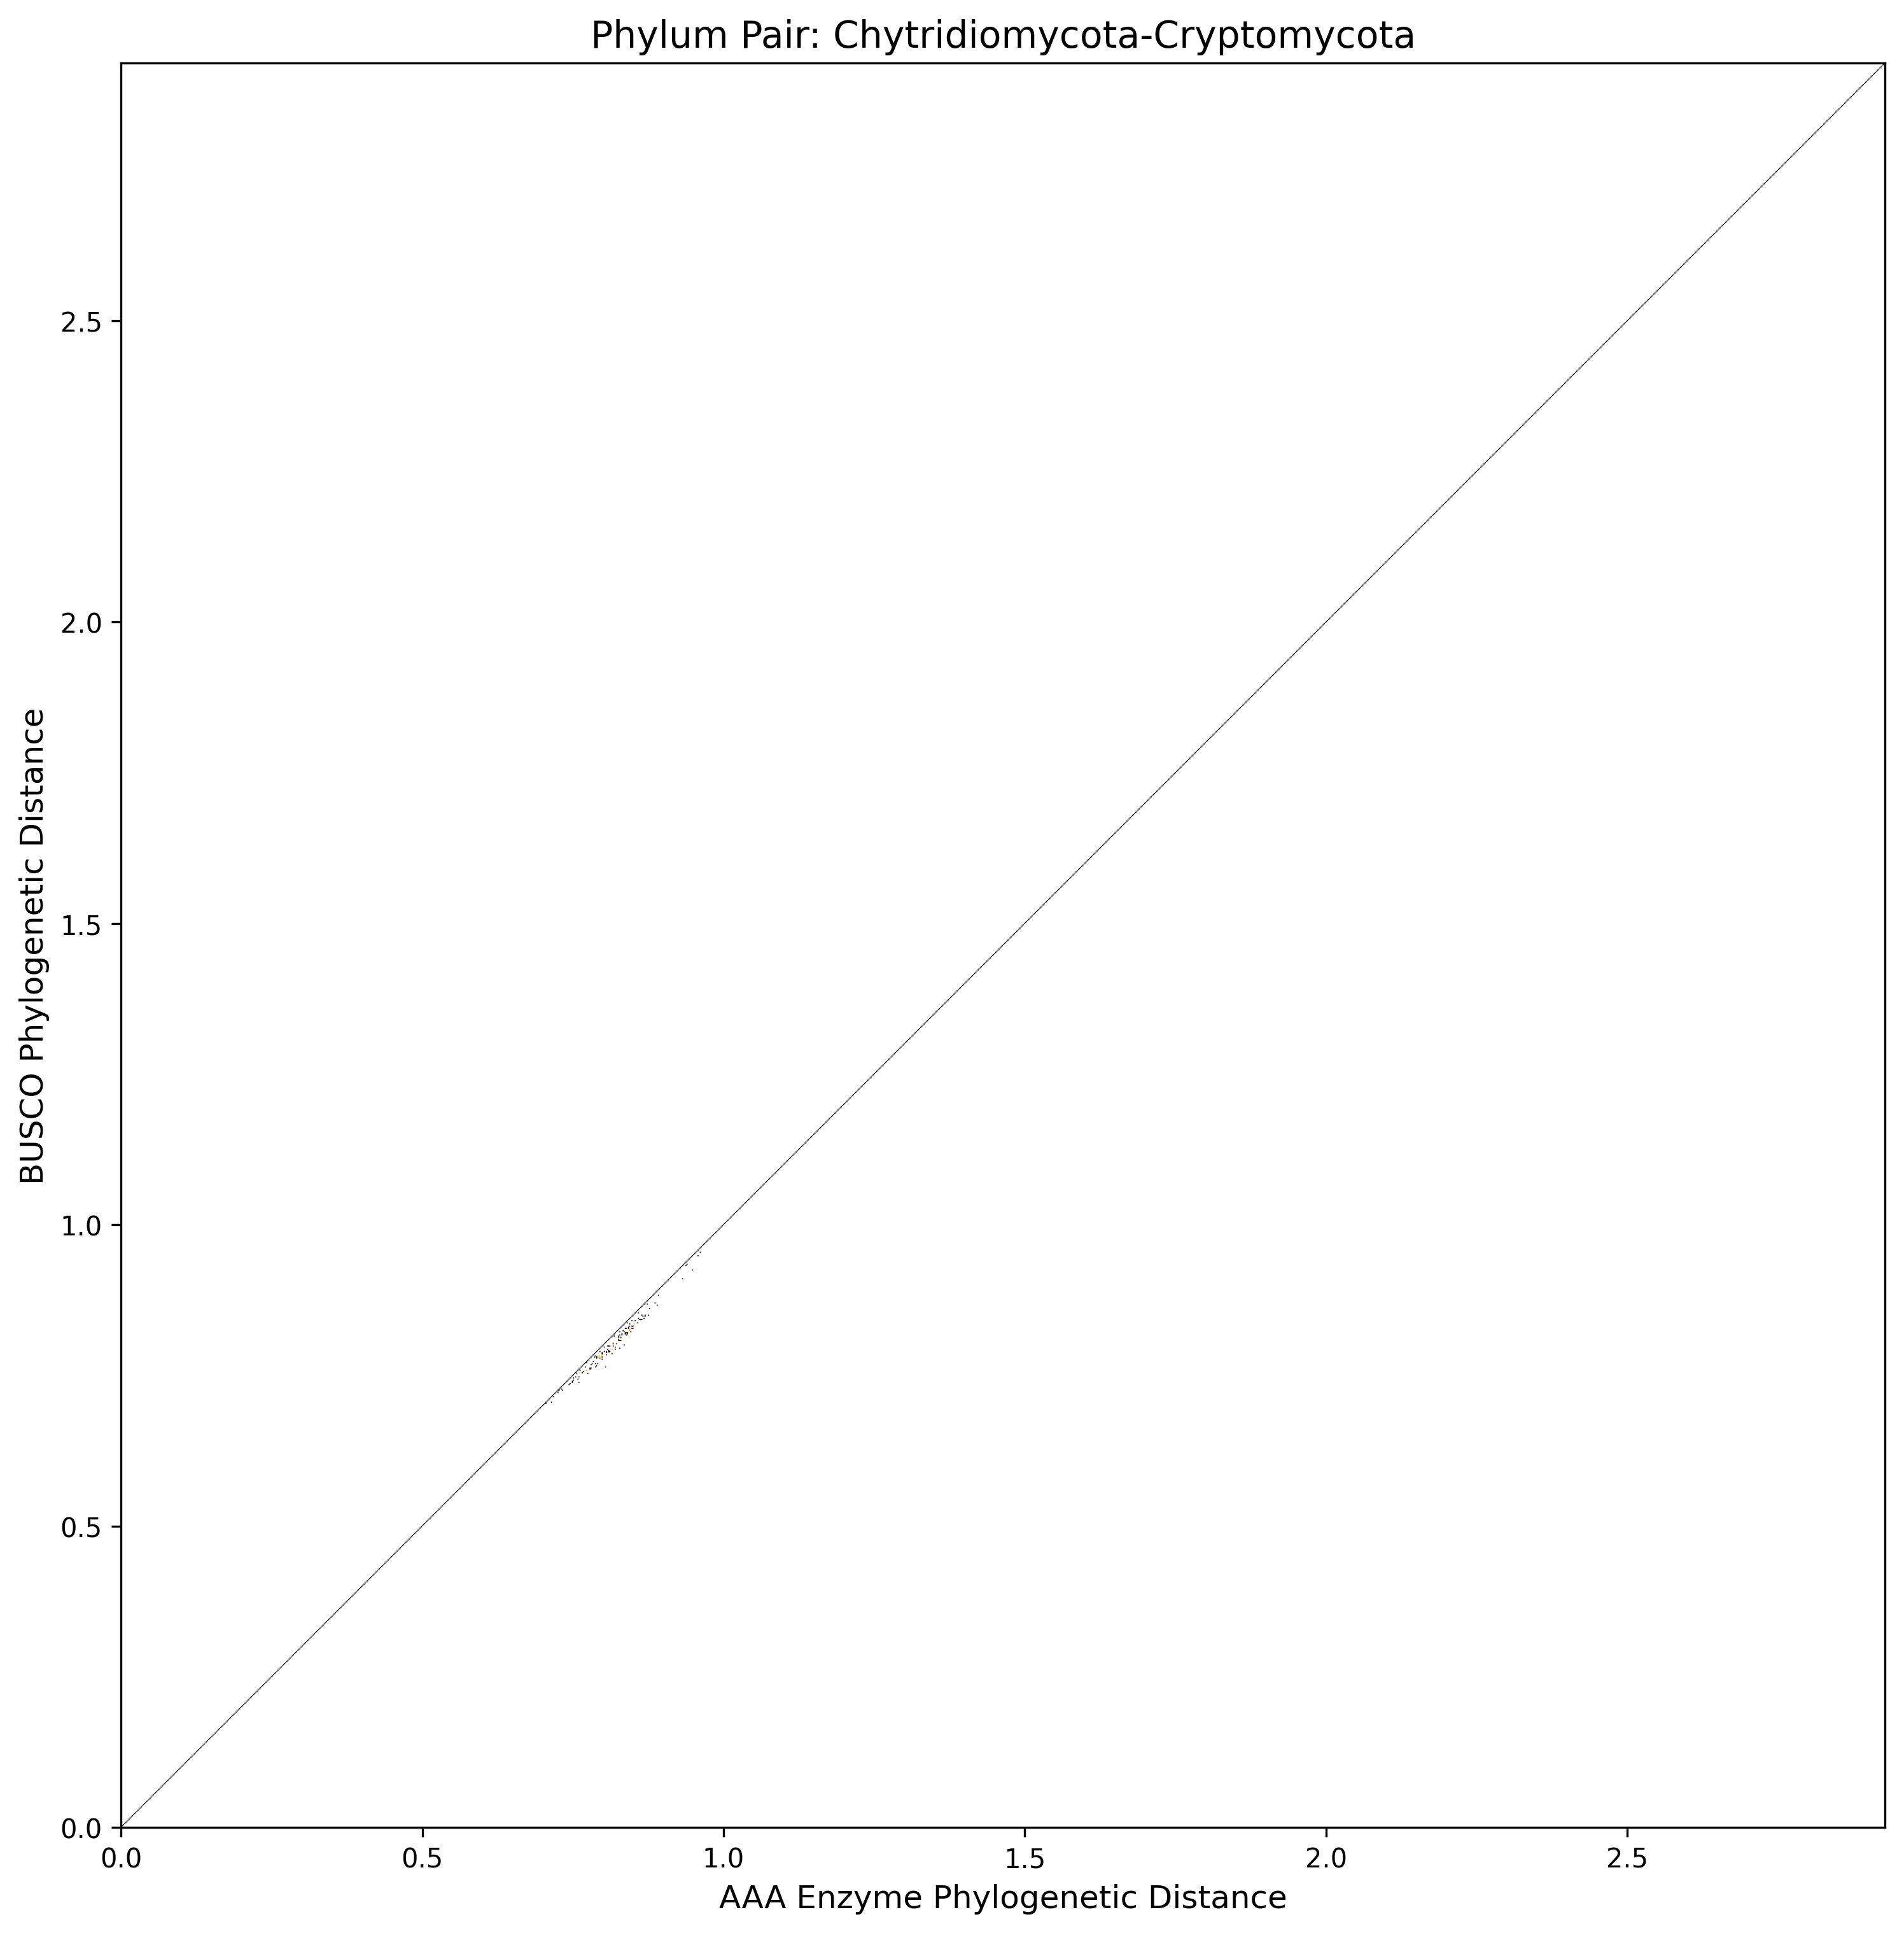 Phylum Pair: Chytridiomycota-Cryptomycota
2.5
2.0
1.5
1.0
0.5
0.0
BUSCO Phylogenetic Distance
0.0 0.5 1.0 1.5 2.0 2.5
AAA Enzyme Phylogenetic Distance